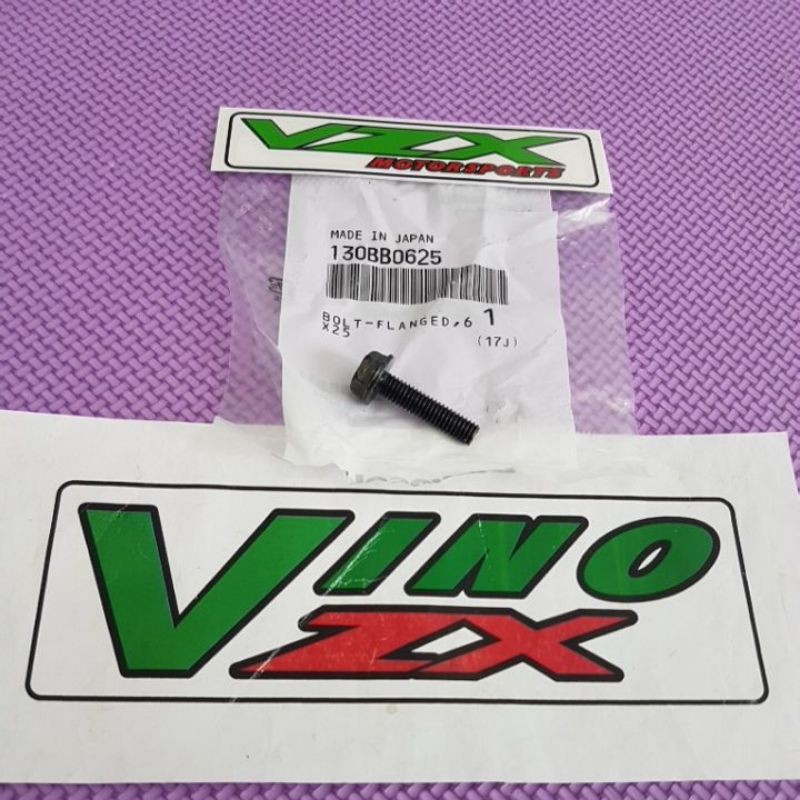 VZX
MOTORSPORTS
MADE IN JAPAN
130BB0625
BOLT-FLANGED,6 1
X25
(17J)
VINO
ZX